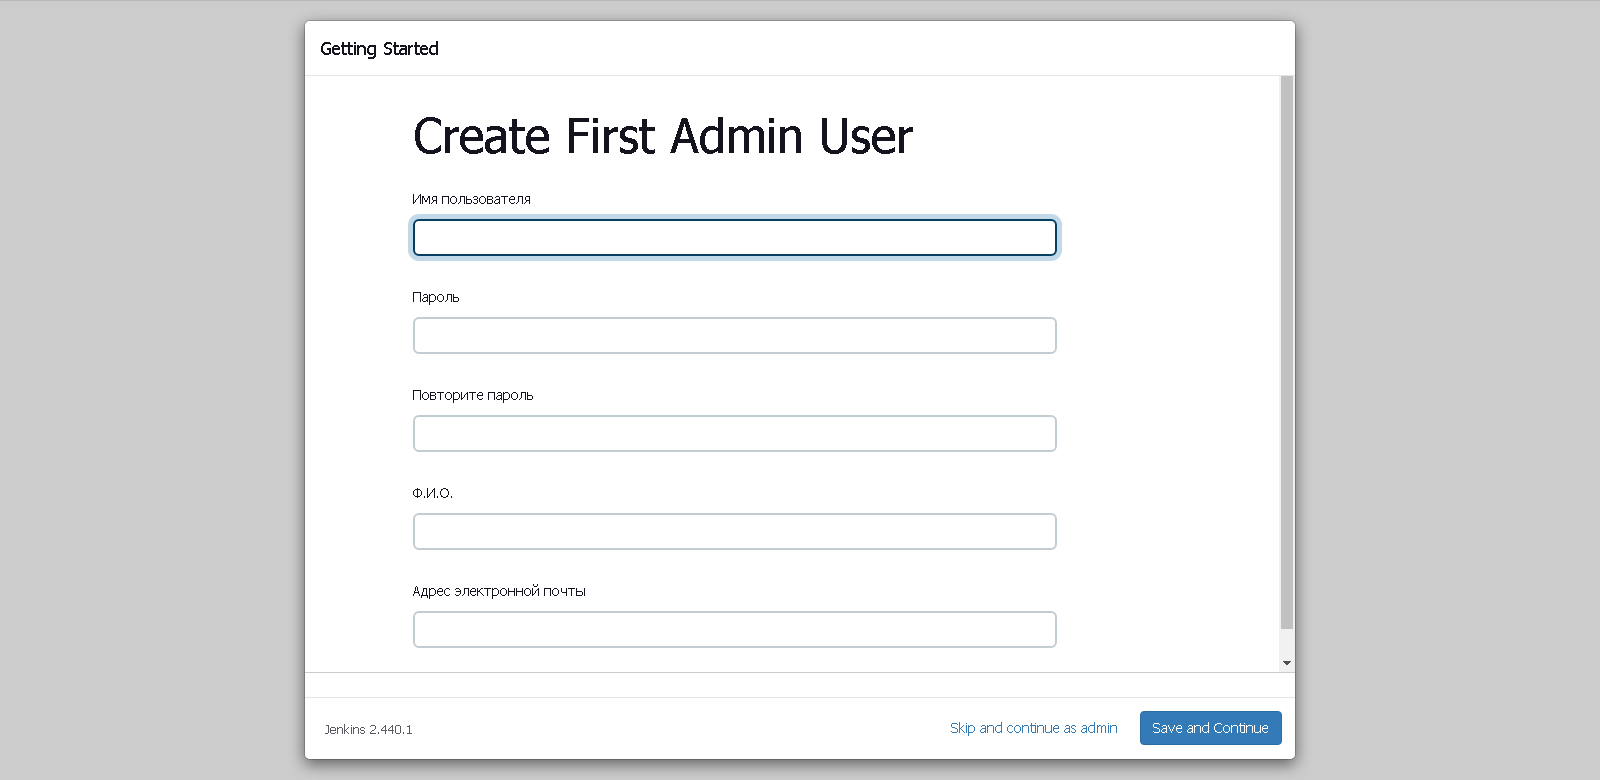 Getting Started
Create First Admin User
Имя пользователя
Пароль
Повторите пароль
Ф.И.О.
Адрес электронной почты
Jenkins 2.440.1
Skip and continue as admin
Save and Continue